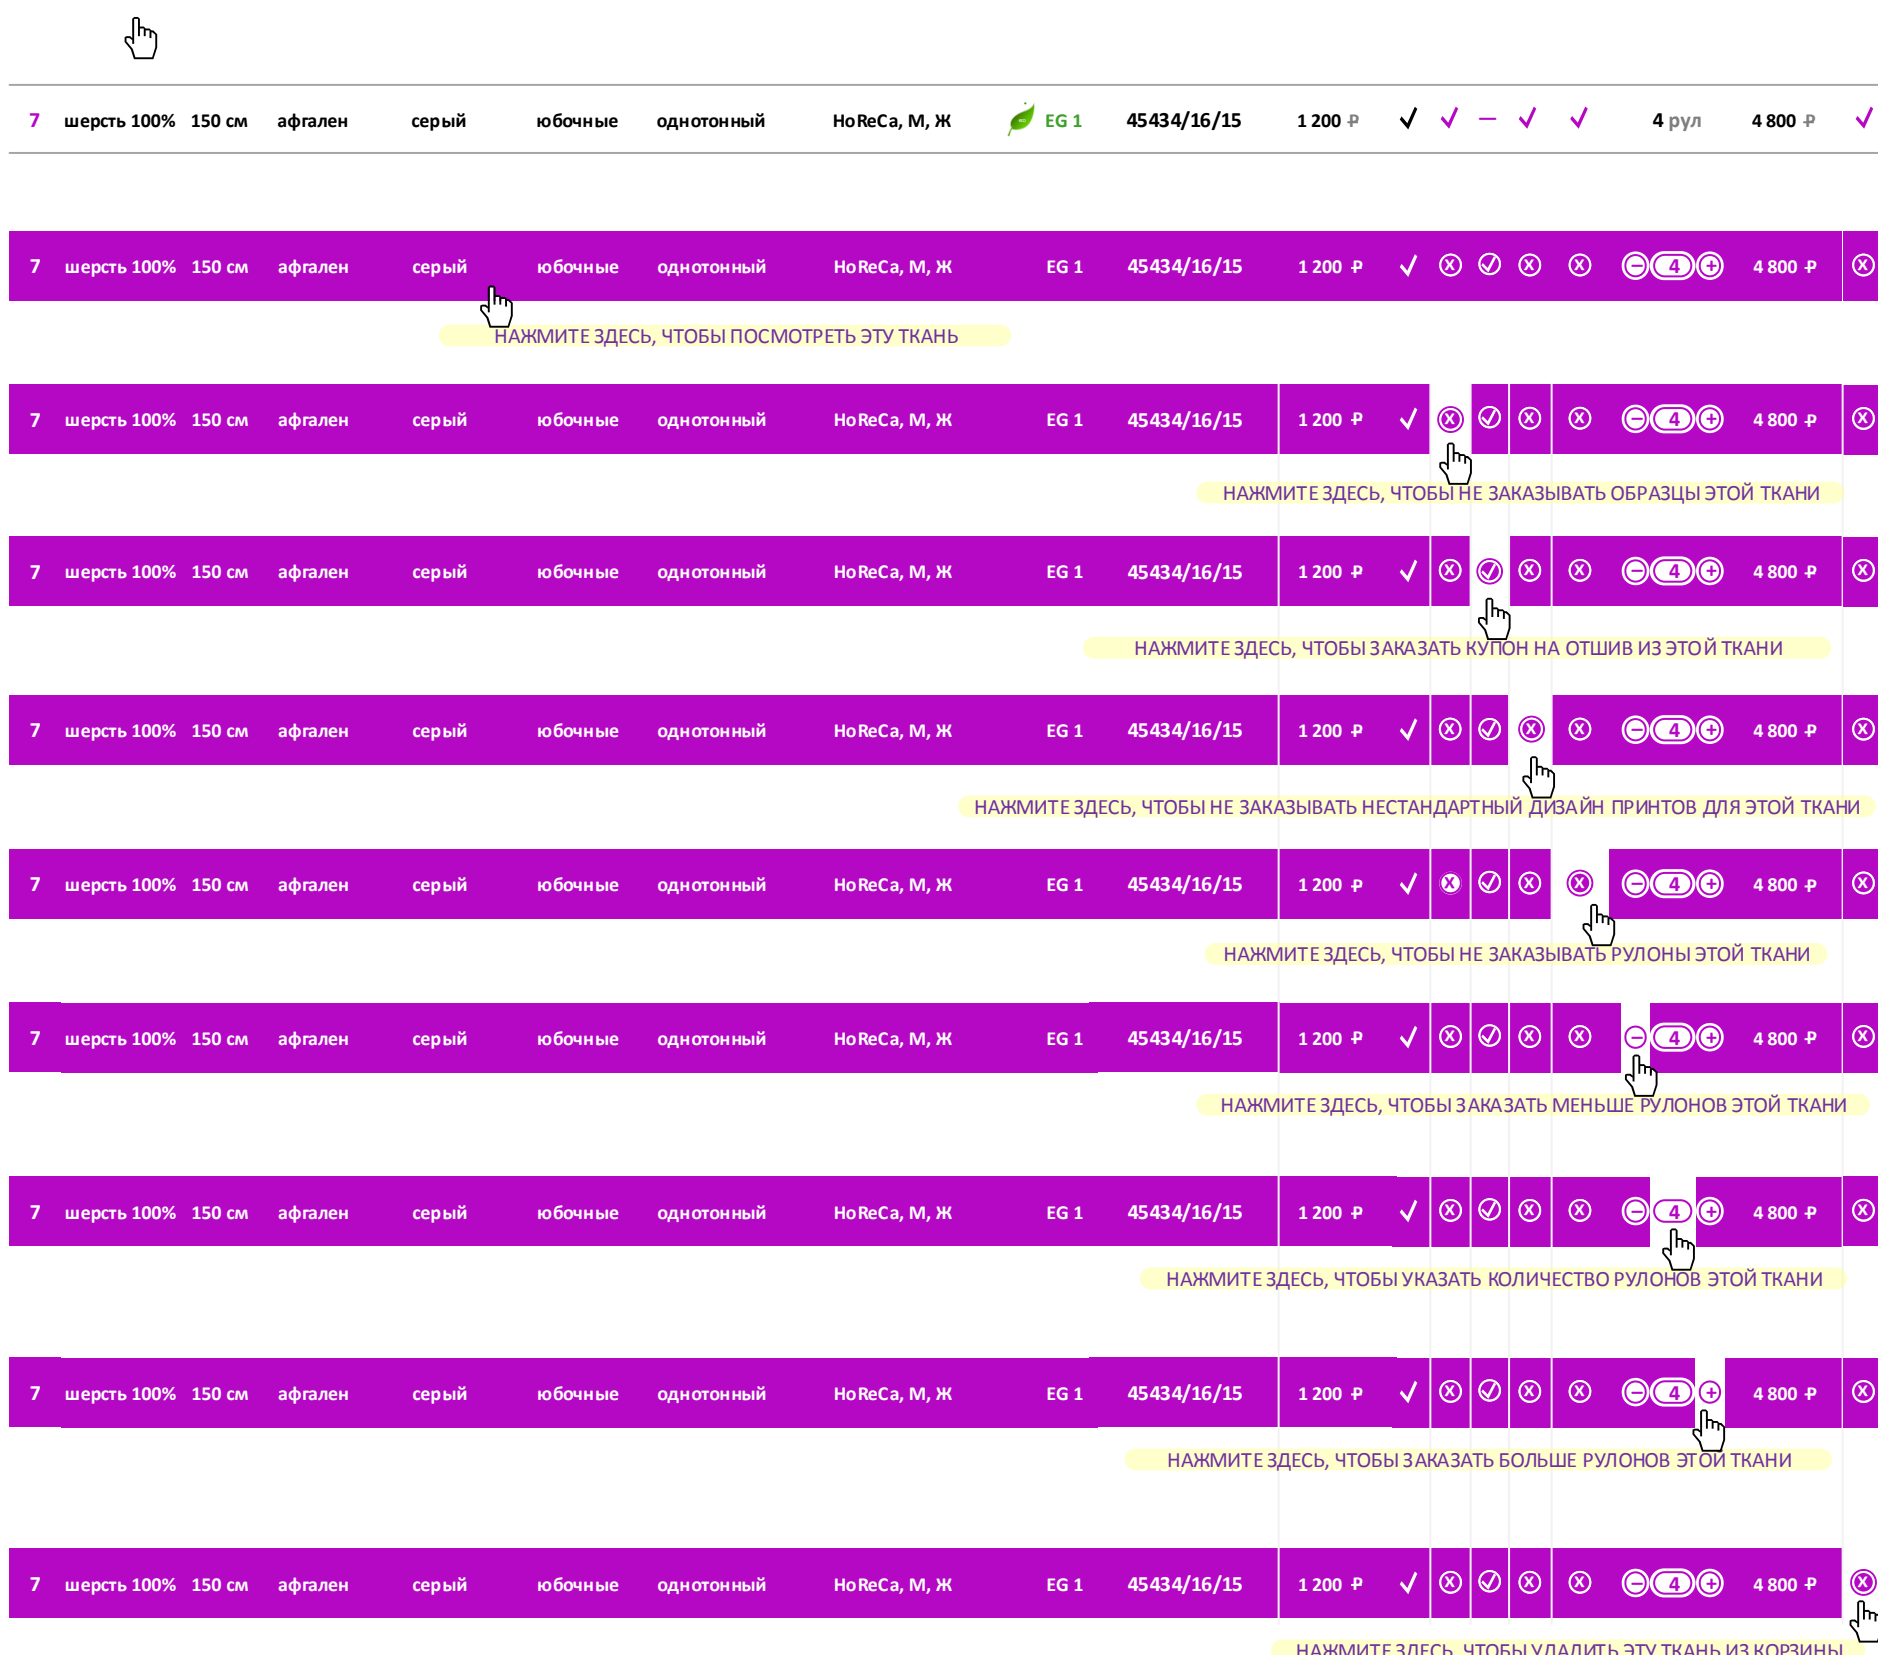 7 шерсть 100% 150 см афгален серый юбочные однотонный HoReCa, М, Ж EG 1 45434/16/15 1 200 ₽ 4 рул 4 800 ₽
7 шерсть 100% 150 см афгален серый юбочные однотонный HoReCa, М, Ж EG 1 45434/16/15 1 200 ₽ 4 4 800 ₽
НАЖМИТЕ ЗДЕСЬ, ЧТОБЫ ПОСМОТРЕТЬ ЭТУ ТКАНЬ
7 шерсть 100% 150 см афгален серый юбочные однотонный HoReCa, М, Ж EG 1 45434/16/15 1 200 ₽ 4 4 800 ₽
НАЖМИТЕ ЗДЕСЬ, ЧТОБЫ НЕ ЗАКАЗЫВАТЬ ОБРАЗЦЫ ЭТОЙ ТКАНИ
7 шерсть 100% 150 см афгален серый юбочные однотонный HoReCa, М, Ж EG 1 45434/16/15 1 200 ₽ 4 4 800 ₽
НАЖМИТЕ ЗДЕСЬ, ЧТОБЫ ЗАКАЗАТЬ КУПОН НА ОТШИВ ИЗ ЭТОЙ ТКАНИ
7 шерсть 100% 150 см афгален серый юбочные однотонный HoReCa, М, Ж EG 1 45434/16/15 1 200 ₽ 4 4 800 ₽
НАЖМИТЕ ЗДЕСЬ, ЧТОБЫ НЕ ЗАКАЗЫВАТЬ НЕСТАНДАРТНЫЙ ДИЗАЙН ПРИНТОВ ДЛЯ ЭТОЙ ТКАНИ
7 шерсть 100% 150 см афгален серый юбочные однотонный HoReCa, М, Ж EG 1 45434/16/15 1 200 ₽ 4 4 800 ₽
НАЖМИТЕ ЗДЕСЬ, ЧТОБЫ НЕ ЗАКАЗЫВАТЬ РУЛОНЫ ЭТОЙ ТКАНИ
7 шерсть 100% 150 см афгален серый юбочные однотонный HoReCa, М, Ж EG 1 45434/16/15 1 200 ₽ 4 4 800 ₽
НАЖМИТЕ ЗДЕСЬ, ЧТОБЫ ЗАКАЗАТЬ МЕНЬШЕ РУЛОНОВ ЭТОЙ ТКАНИ
7 шерсть 100% 150 см афгален серый юбочные однотонный HoReCa, М, Ж EG 1 45434/16/15 1 200 ₽ 4 4 800 ₽
НАЖМИТЕ ЗДЕСЬ, ЧТОБЫ УКАЗАТЬ КОЛИЧЕСТВО РУЛОНОВ ЭТОЙ ТКАНИ
7 шерсть 100% 150 см афгален серый юбочные однотонный HoReCa, М, Ж EG 1 45434/16/15 1 200 ₽ 4 4 800 ₽
НАЖМИТЕ ЗДЕСЬ, ЧТОБЫ ЗАКАЗАТЬ БОЛЬШЕ РУЛОНОВ ЭТОЙ ТКАНИ
7 шерсть 100% 150 см афгален серый юбочные однотонный HoReCa, М, Ж EG 1 45434/16/15 1 200 ₽ 4 4 800 ₽
НАЖМИТЕ ЗДЕСЬ, ЧТОБЫ УДАЛИТЬ ЭТУ ТКАНЬ ИЗ КОРЗИНЫ